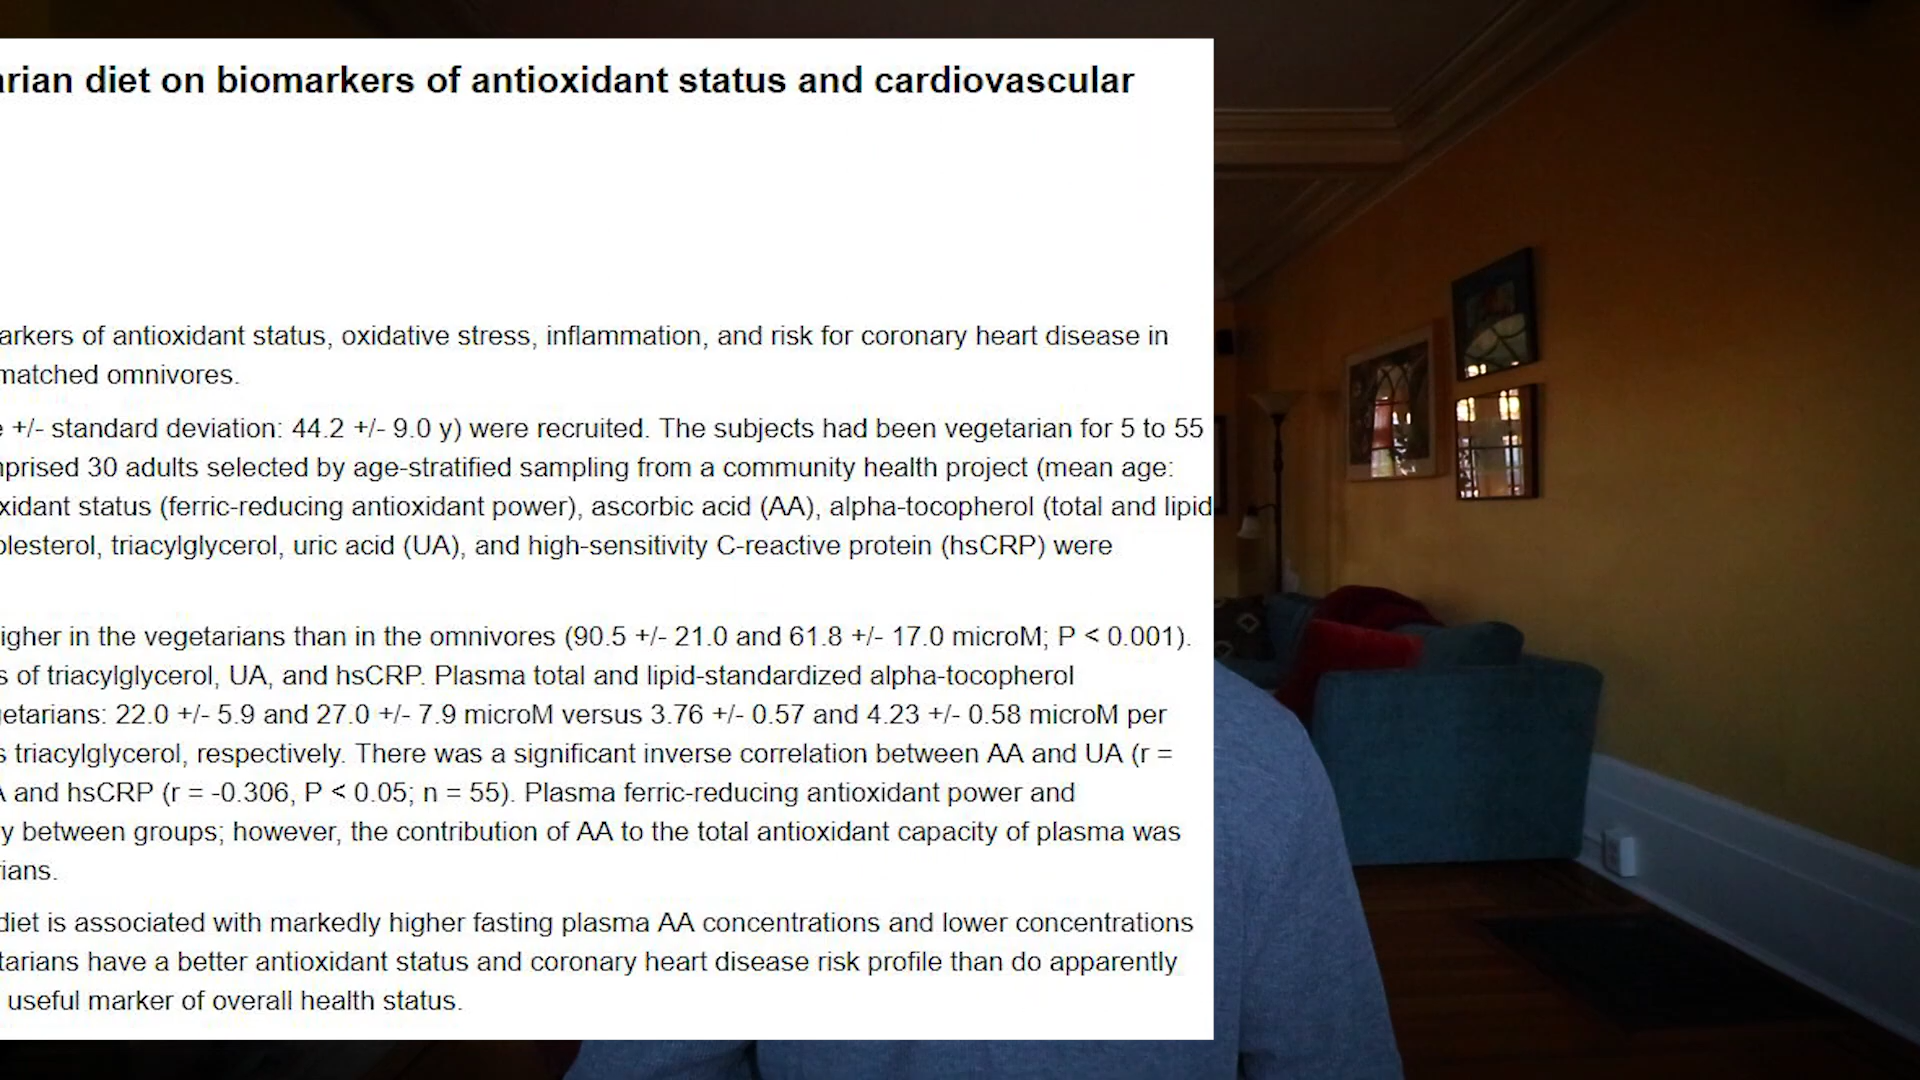 diet on biomarkers of antioxidant status and cardiovascular
of antioxidant status, oxidative stress, inflammation, and risk for coronary heart disease in
matched omnivores.
+/- standard deviation: 44.2 +/- 9.0 y) were recruited. The subjects had been vegetarian for 5 to 55
30 adults selected by age-stratified sampling from a community health project (mean age:
status (ferric-reducing antioxidant power), ascorbic acid (AA), alpha-tocopherol (total and lipid
triacylglycerol, uric acid (UA), and high-sensitivity C-reactive protein (hsCRP) were
in the vegetarians than in the omnivores (90.5 +/- 21.0 and 61.8 +/- 17.0 microM; P < 0.001).
of triacylglycerol, UA, and hsCRP. Plasma total and lipid-standardized alpha-tocopherol
22.0 +/- 5.9 and 27.0 +/- 7.9 microM versus 3.76 +/- 0.57 and 4.23 +/- 0.58 microM per
triacylglycerol, respectively. There was a significant inverse correlation between AA and UA (r =
and hsCRP (r = -0.306, P < 0.05; n = 55). Plasma ferric-reducing antioxidant power and
between groups; however, the contribution of AA to the total antioxidant capacity of plasma was
diet is associated with markedly higher fasting plasma AA concentrations and lower concentrations
have a better antioxidant status and coronary heart disease risk profile than do apparently
useful marker of overall health status.